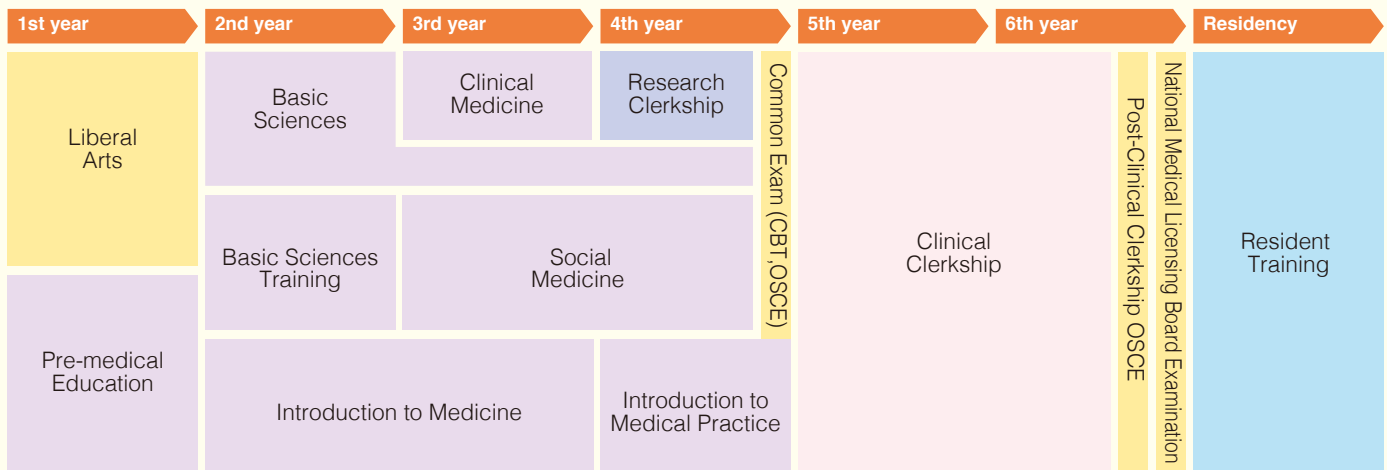 1st year
2nd year
3rd year
4th year
5th year
6th year
Residency
Liberal
Arts
Pre-medical
Education
Basic
Sciences
Clinical
Medicine
Research
Clerkship
Basic Sciences
Training
Social
Medicine
Introduction to Medicine
Introduction to
Medical Practice
Common Exam (CBT,OSCE)
Clinical
Clerkship
Post-Clinical Clerkship OSCE
National Medical Licensing Board Examination
Resident
Training